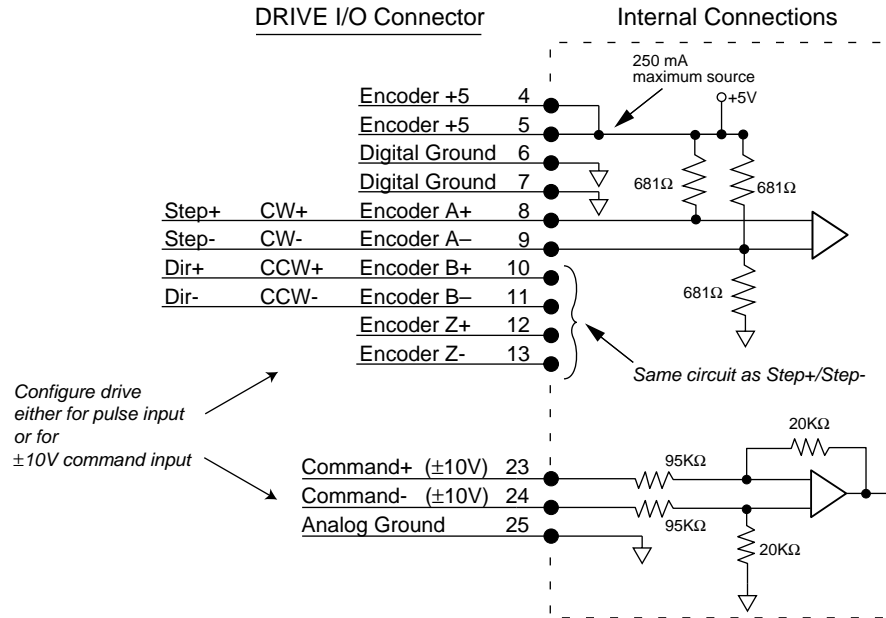 DRIVE I/O Connector Internal Connections
250 mA
maximum source
+5V
Encoder +5 4
Encoder +5 5
Digital Ground 6
Digital Ground 7
681Ω 681Ω
Step+ CW+ Encoder A+ 8
Step- CW- Encoder A– 9
Dir+ CCW+ Encoder B+ 10
Dir- CCW- Encoder B– 11
681Ω
Encoder Z+ 12
Encoder Z- 13
Same circuit as Step+/Step-
Configure drive
either for pulse input
or for
±10V command input
20KΩ
Command+ (±10V) 23
95KΩ
Command- (±10V) 24
95KΩ
Analog Ground 25
20KΩ